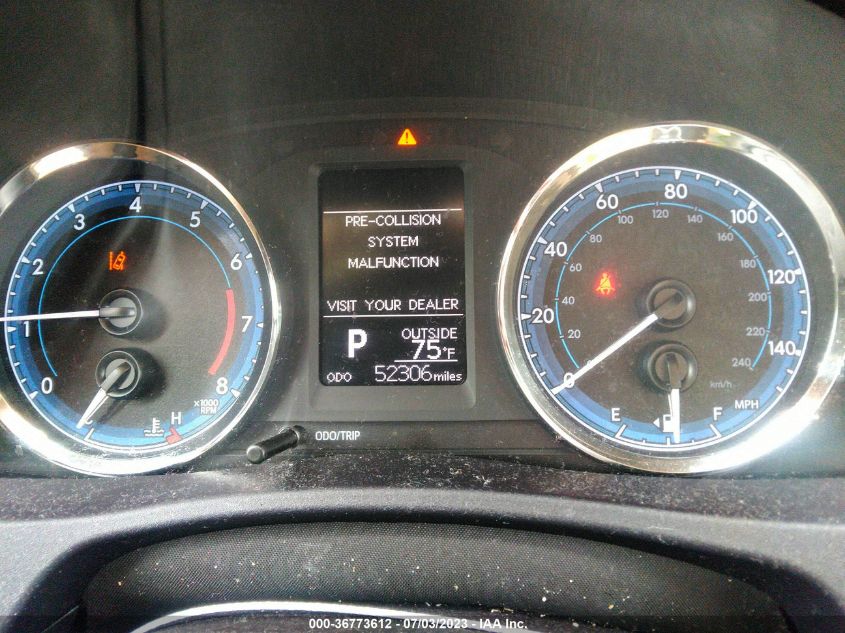 PRE-COLLISION
SYSTEM
MALFUNCTION
VISIT YOUR DEALER
P OUTSIDE
75°F
ODO 52306 miles
ODO/TRIP
0 1 2 3 4 5 6 7 8
x1000
RPM
H
0 20 40 60 80 100 120 140
0 20 40 60 80 100 120 140 160 180 200 220 240
km/h
MPH
E F
000-36773612 - 07/03/2023 - IAA Inc.